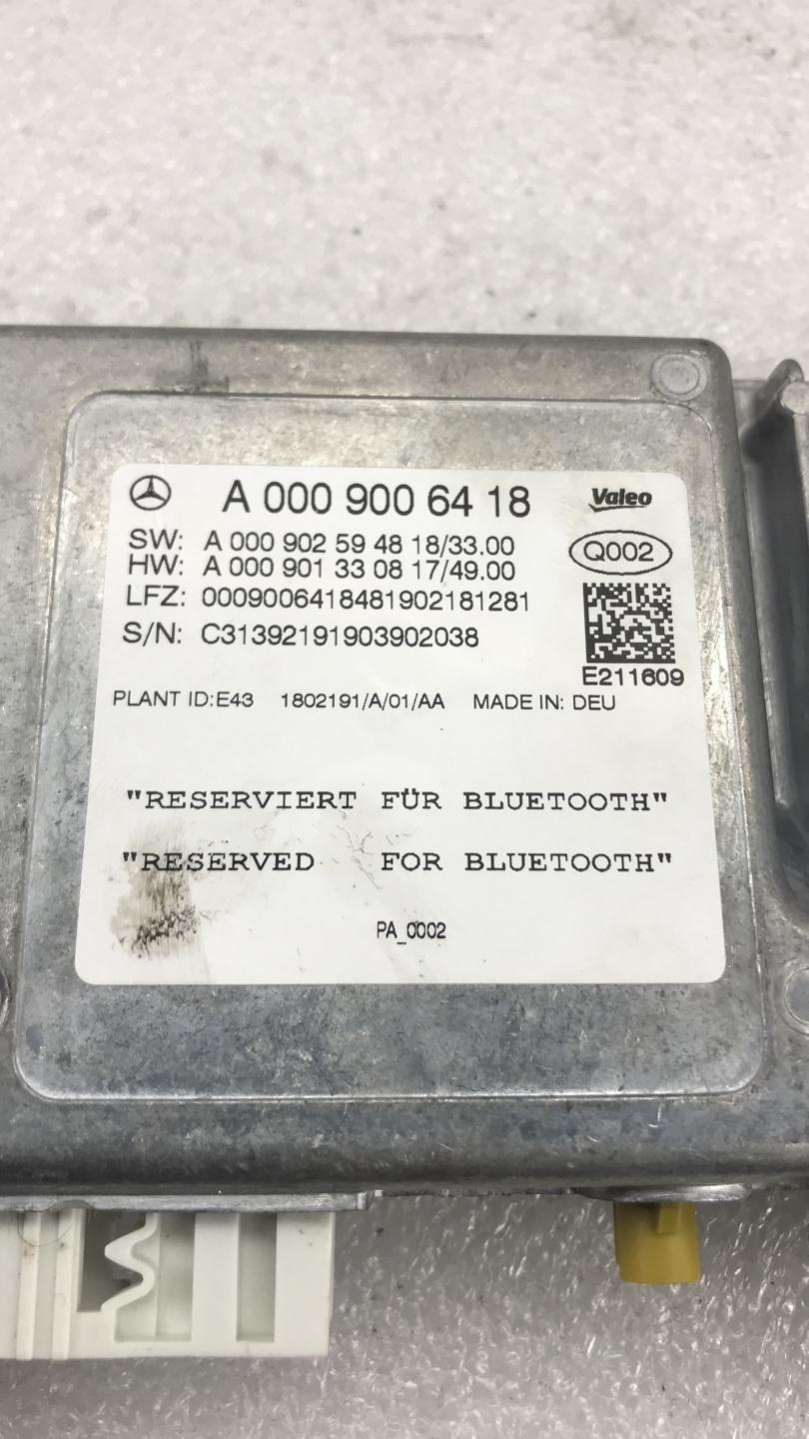 A 000 900 64 18
Valeo
SW: A 000 902 59 48 18/33.00
HW: A 000 901 33 08 17/49.00
Q002
LFZ: 0009006418481902181281
S/N: C31392191903902038
E211609
PLANT ID:E43 1802191/A/01/AA MADE IN: DEU
"RESERVIERT FÜR BLUETOOTH"
"RESERVED FOR BLUETOOTH"
PA_0002